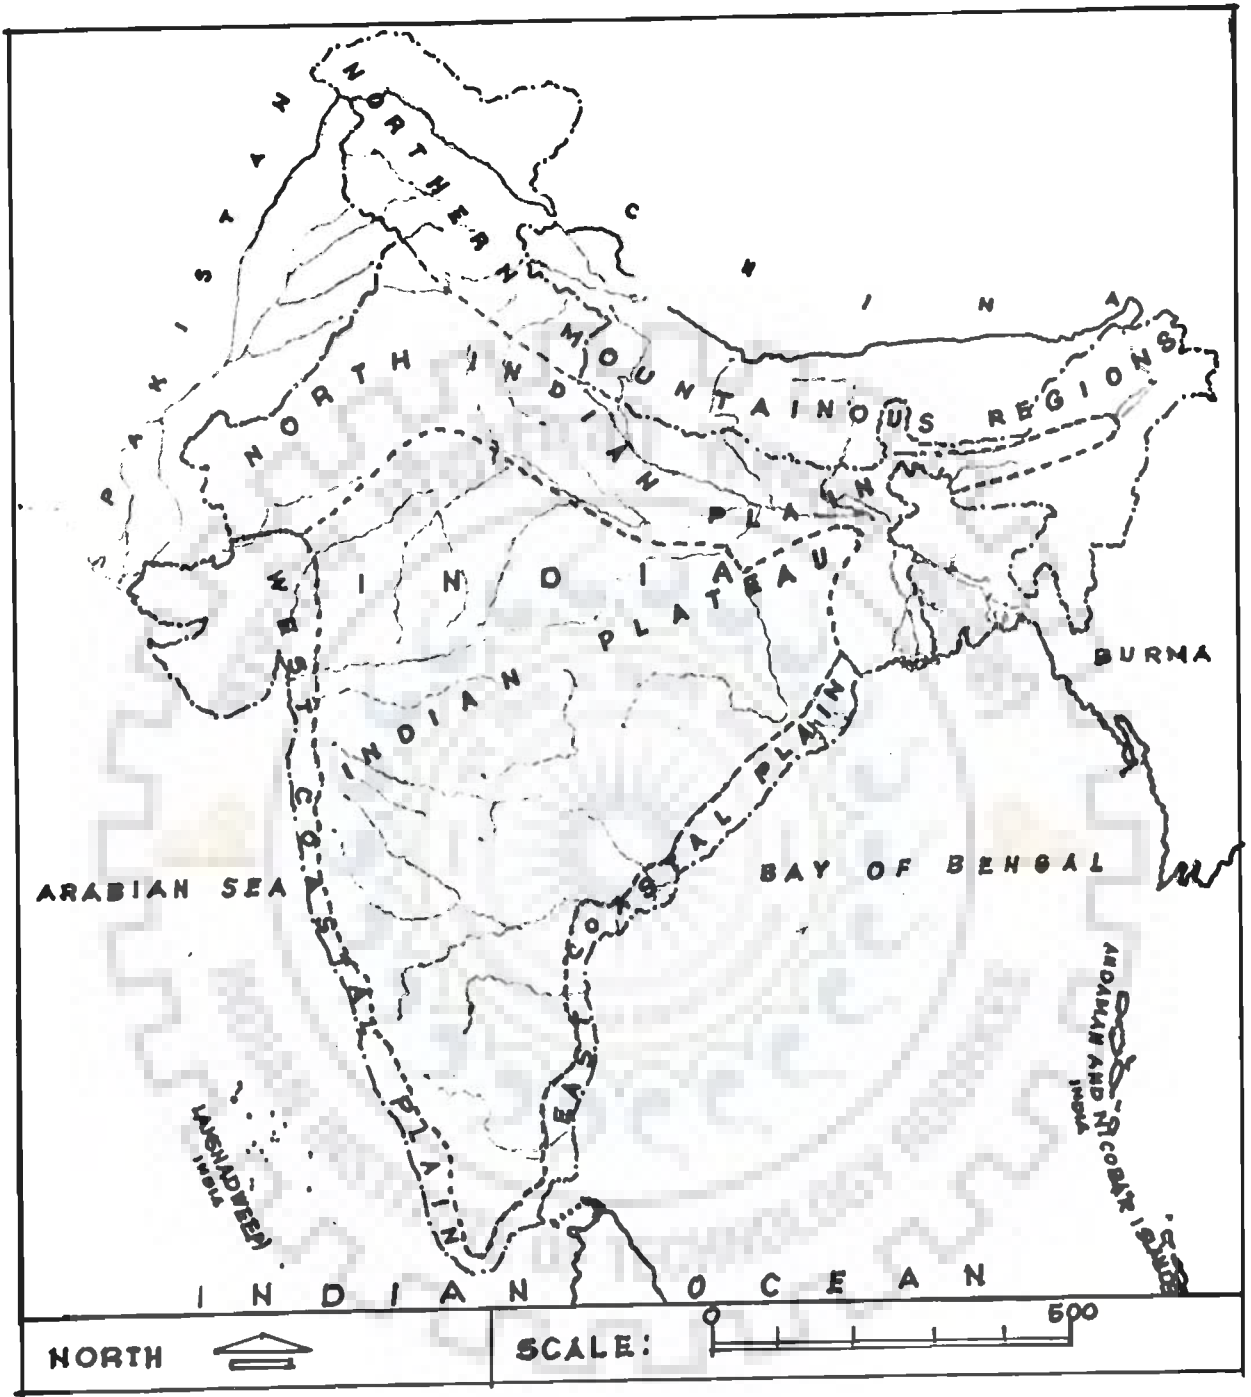 PAKISTAN
CHINA
NORTHERN MOUNTAINOUS REGIONS
NORTH INDIAN PLAIN
INDIA
INDIAN PLATEAU
WEST COASTAL PLAIN
EAST COASTAL PLAIN
BURMA
ARABIAN SEA
BAY OF BENGAL
LAKSHADWEEP
INDIA
ANDAMAN AND NICOBAR ISLANDS
INDIA
INDIAN OCEAN
NORTH
SCALE:
0
500